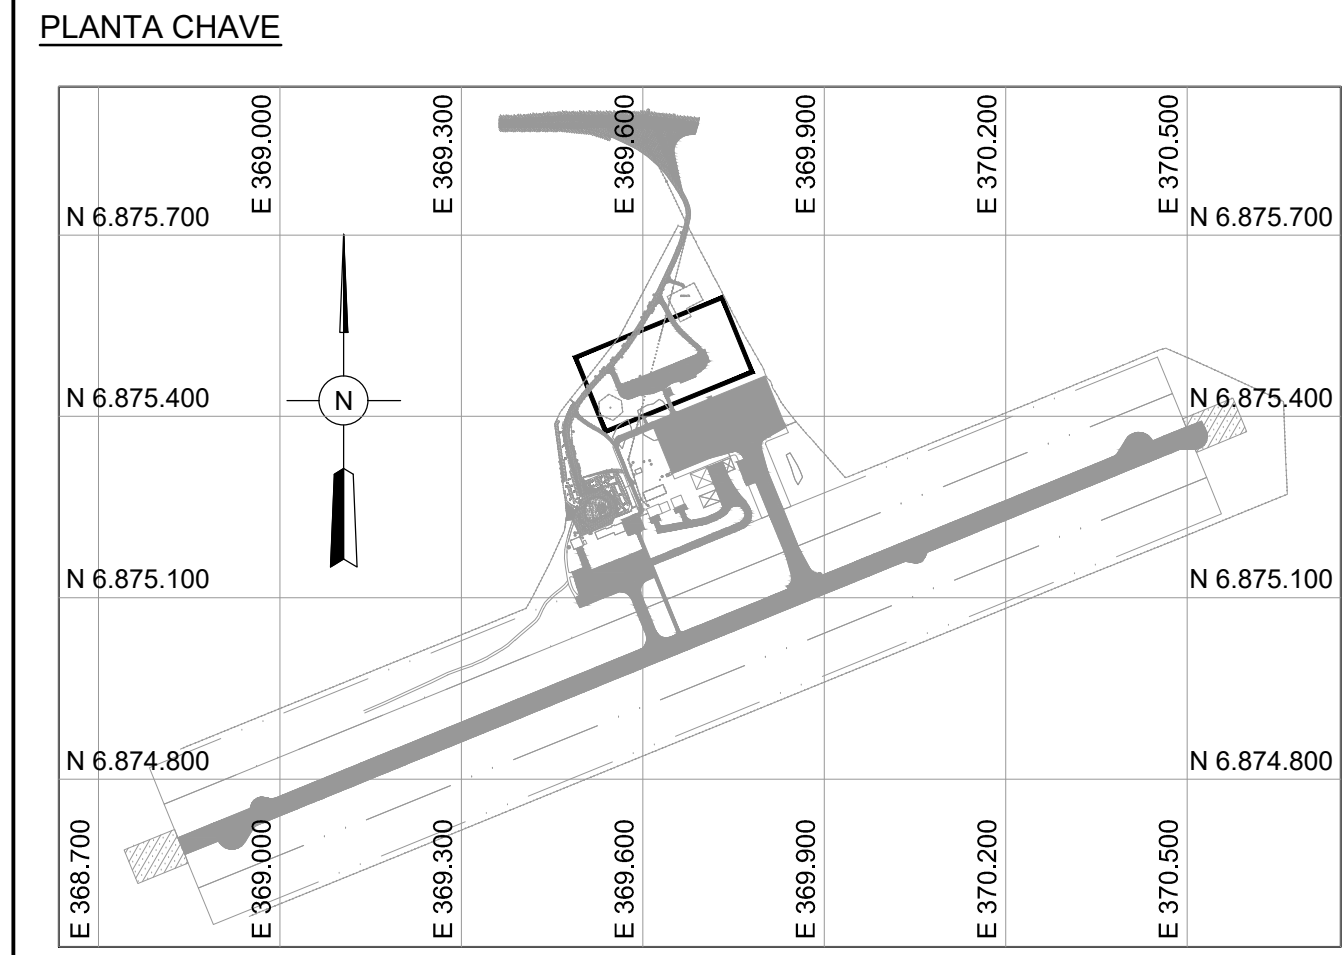 PLANTA CHAVE
E 369.000
E 369.300
E 369.600
E 369.900
E 370.200
E 370.500
N 6.875.700
N 6.875.700
N
N 6.875.400
N 6.875.400
N 6.875.100
N 6.875.100
N 6.874.800
N 6.874.800
E 368.700
E 369.000
E 369.300
E 369.600
E 369.900
E 370.200
E 370.500